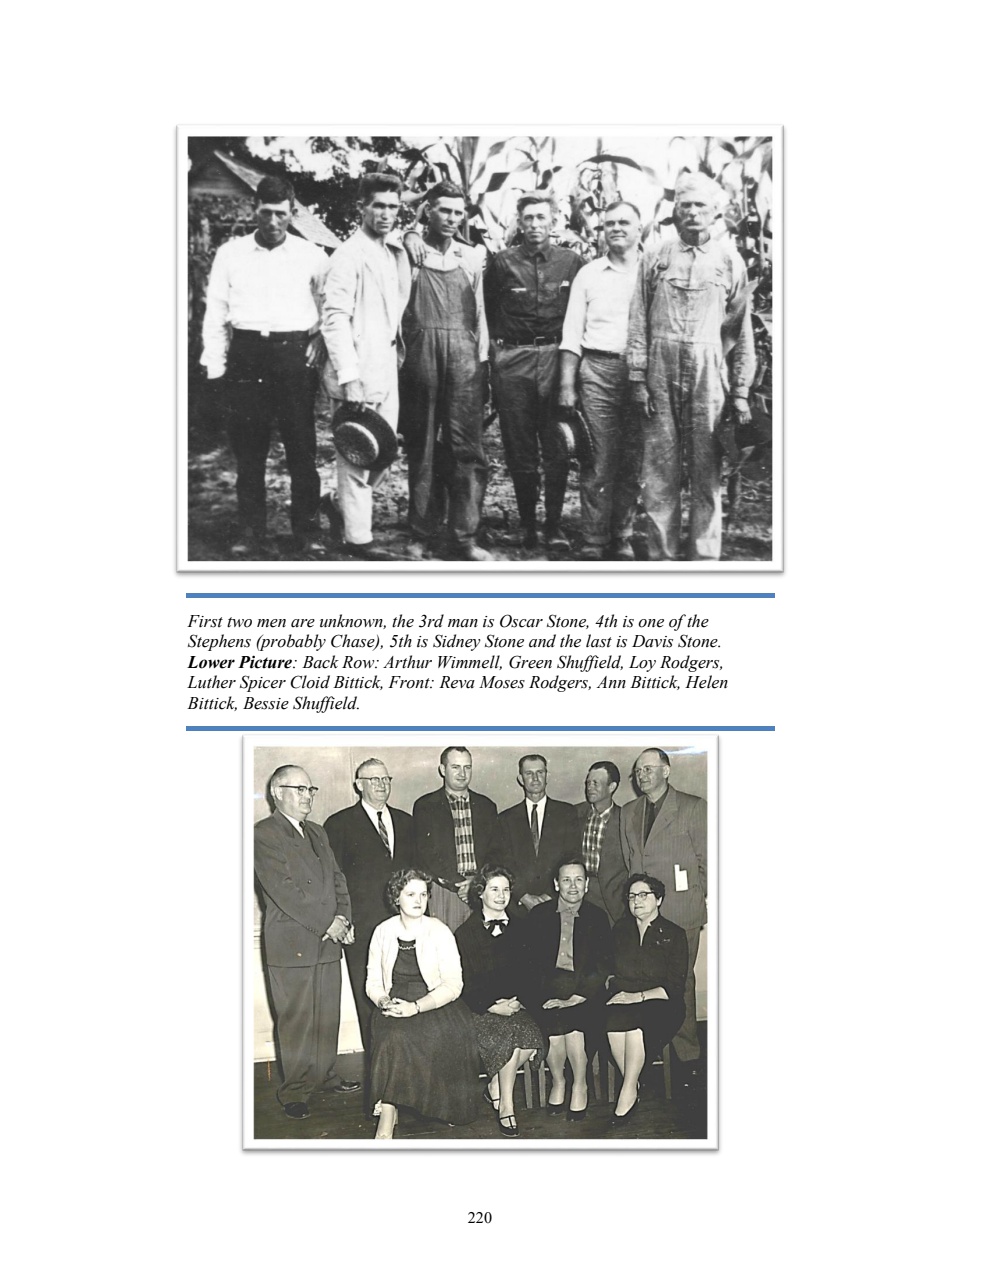 First two men are unknown, the 3rd man is Oscar Stone, 4th is one of the
Stephens (probably Chase), 5th is Sidney Stone and the last is Davis Stone.
Lower Picture: Back Row: Arthur Wimmell, Green Shuffield, Loy Rodgers,
Luther Spicer Cloid Bittick, Front: Reva Moses Rodgers, Ann Bittick, Helen
Bittick, Bessie Shuffield.
220